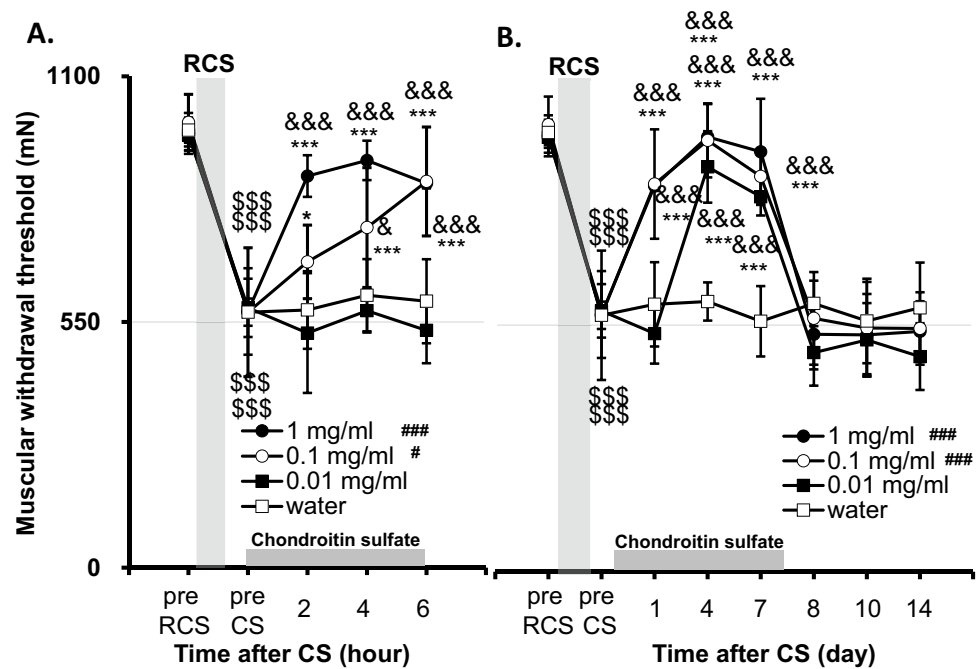 A.
RCS
1100
550
0
Muscular withdrawal threshold (mN)
&&&
***
&&&
***
&&&
***
$$$
$$$
*
&
***
&&&
***
$$$
$$$
1 mg/ml ###
0.1 mg/ml #
0.01 mg/ml
water
Chondroitin sulfate
pre RCS
pre CS
2
4
6
Time after CS (hour)
B.
RCS
&&&
***
&&&
***
&&&
***
&&&
***
&&&
***
$$$
$$$
&&&
***
&&&
***
&&&
***
$$$
$$$
1 mg/ml ###
0.1 mg/ml ###
0.01 mg/ml
water
Chondroitin sulfate
pre RCS
pre CS
1
4
7
8
10
14
Time after CS (day)